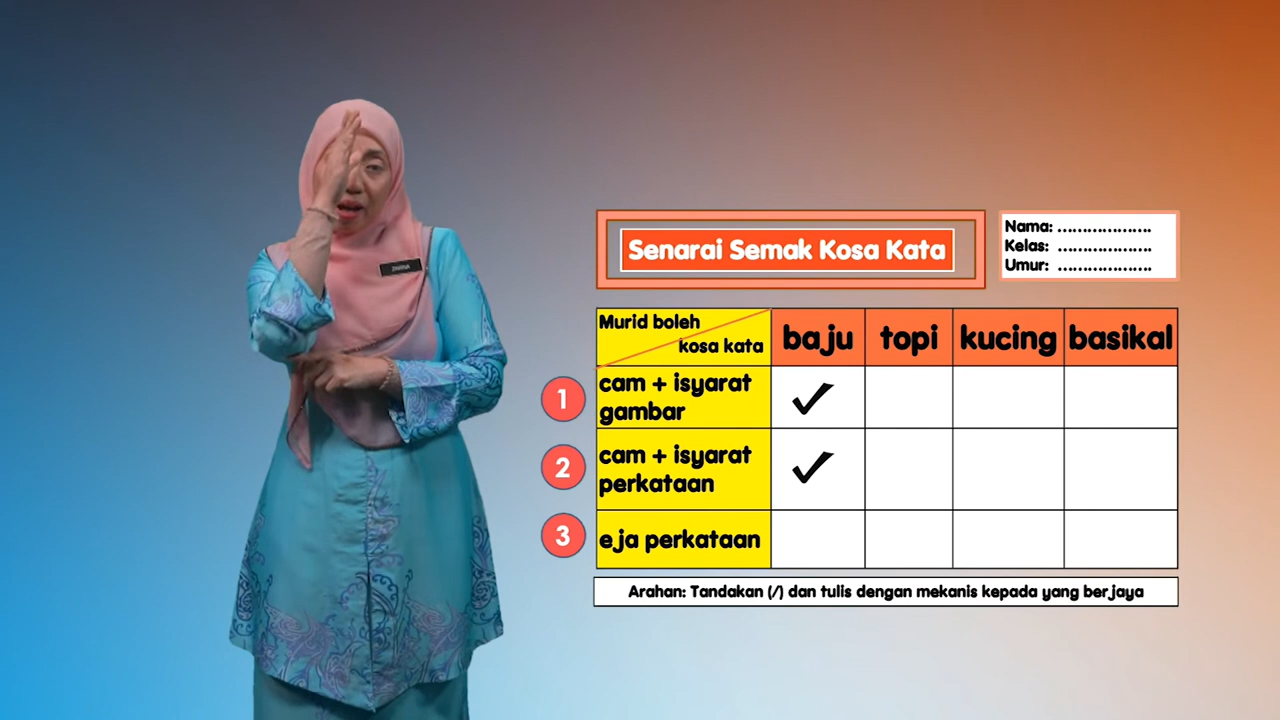 ZARINA
Senarai Semak Kosa Kata
Nama: ...................
Kelas: ...................
Umur: ...................
Murid boleh
kosa kata
baju topi kucing basikal
1 cam + isyarat
gambar
2 cam + isyarat
perkataan
3 eja perkataan
Arahan: Tandakan (/) dan tulis dengan mekanis kepada yang berjaya